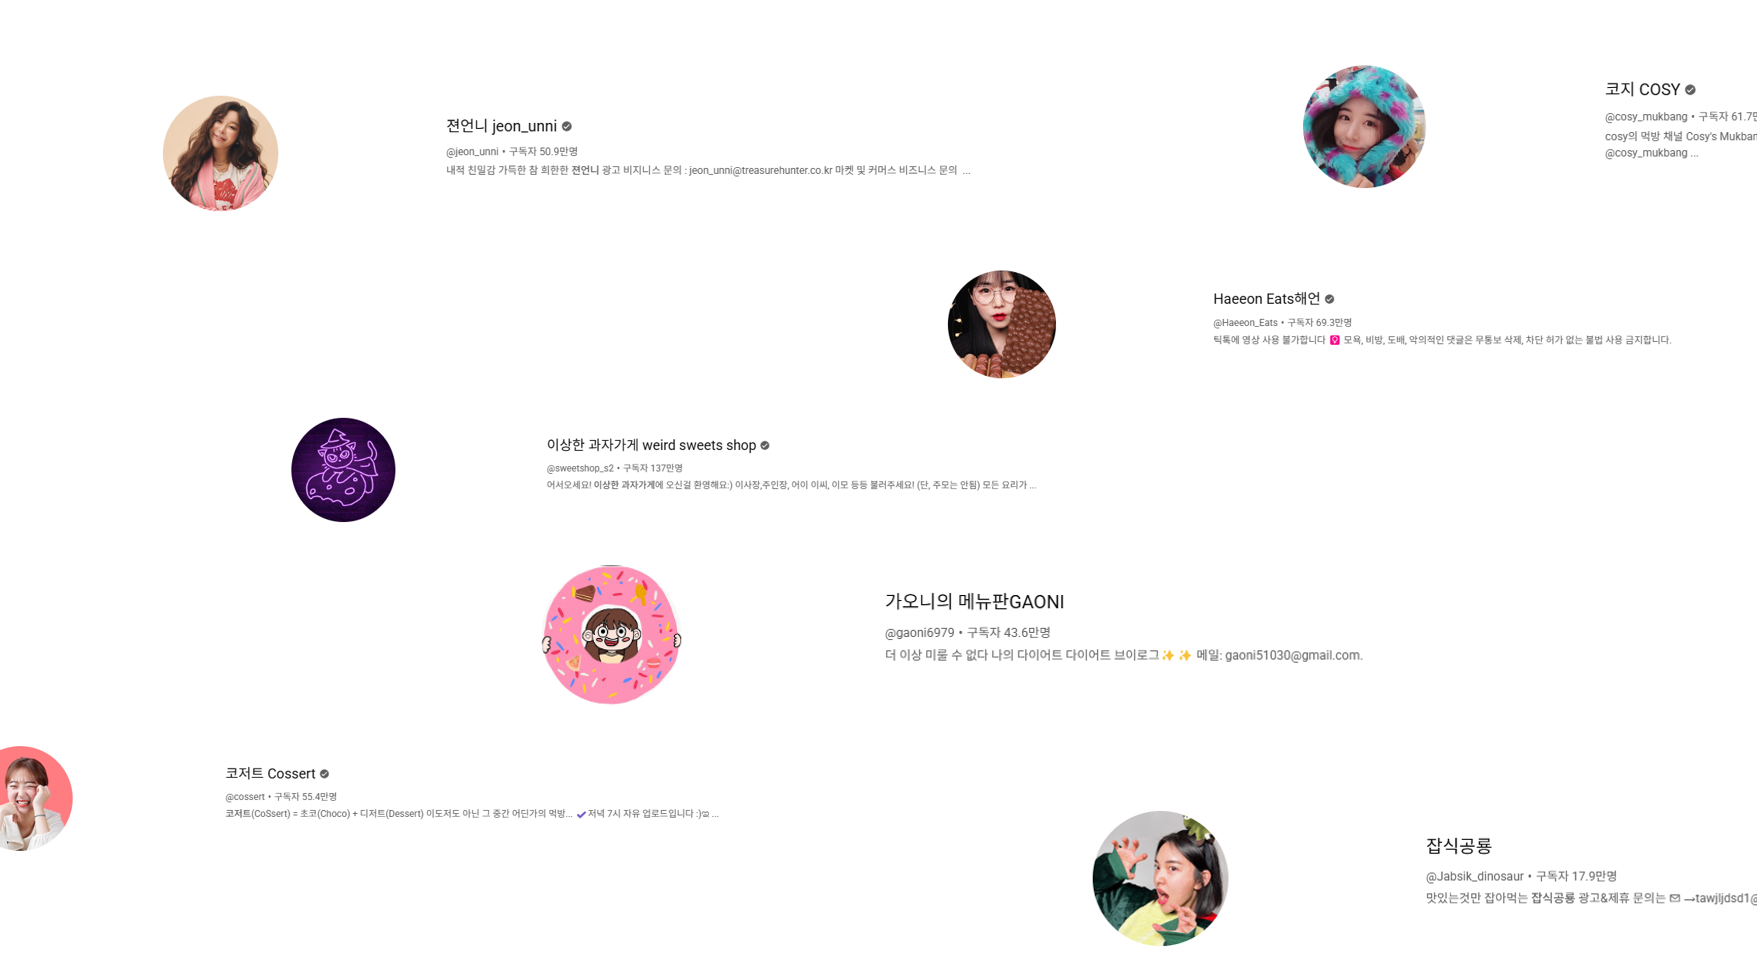 젼언니 jeon_unni
@jeon_unni • 구독자 50.9만명
내적 친밀감 가득한 참 희한한 젼언니 광고 비지니스 문의 : jeon_unni@treasurehunter.co.kr 마켓 및 커머스 비즈니스 문의 ...
코지 COSY
@cosy_mukbang • 구독자 61.7만
cosy의 먹방 채널 Cosy's Mukban
@cosy_mukbang ...
Haeeon Eats해언
@Haeeon_Eats • 구독자 69.3만명
틱톡에 영상 사용 불가합니다 🚺 모욕, 비방, 도배, 악의적인 댓글은 무통보 삭제, 차단 허가 없는 불법 사용 금지합니다.
이상한 과자가게 weird sweets shop
@sweetshop_s2 • 구독자 137만명
어서오세요! 이상한 과자가게에 오신걸 환영해요:) 이사장,주인장, 어이 이씨, 이모 등등 불러주세요! (단, 주모는 안됨) 모든 요리가 ...
가오니의 메뉴판GAONI
@gaoni6979 • 구독자 43.6만명
더 이상 미룰 수 없다 나의 다이어트 다이어트 브이로그✨ ✨ 메일: gaoni51030@gmail.com.
코저트 Cossert
@cossert • 구독자 55.4만명
코저트(CoSsert) = 초코(Choco) + 디저트(Dessert) 이도저도 아닌 그 중간 어딘가의 먹방... ✔저녁 7시 자유 업로드입니다 :)ㅆ ...
잡식공룡
@Jabsik_dinosaur • 구독자 17.9만명
맛있는것만 잡아먹는 잡식공룡 광고&제휴 문의는 ✉ →tawjljdsd1@